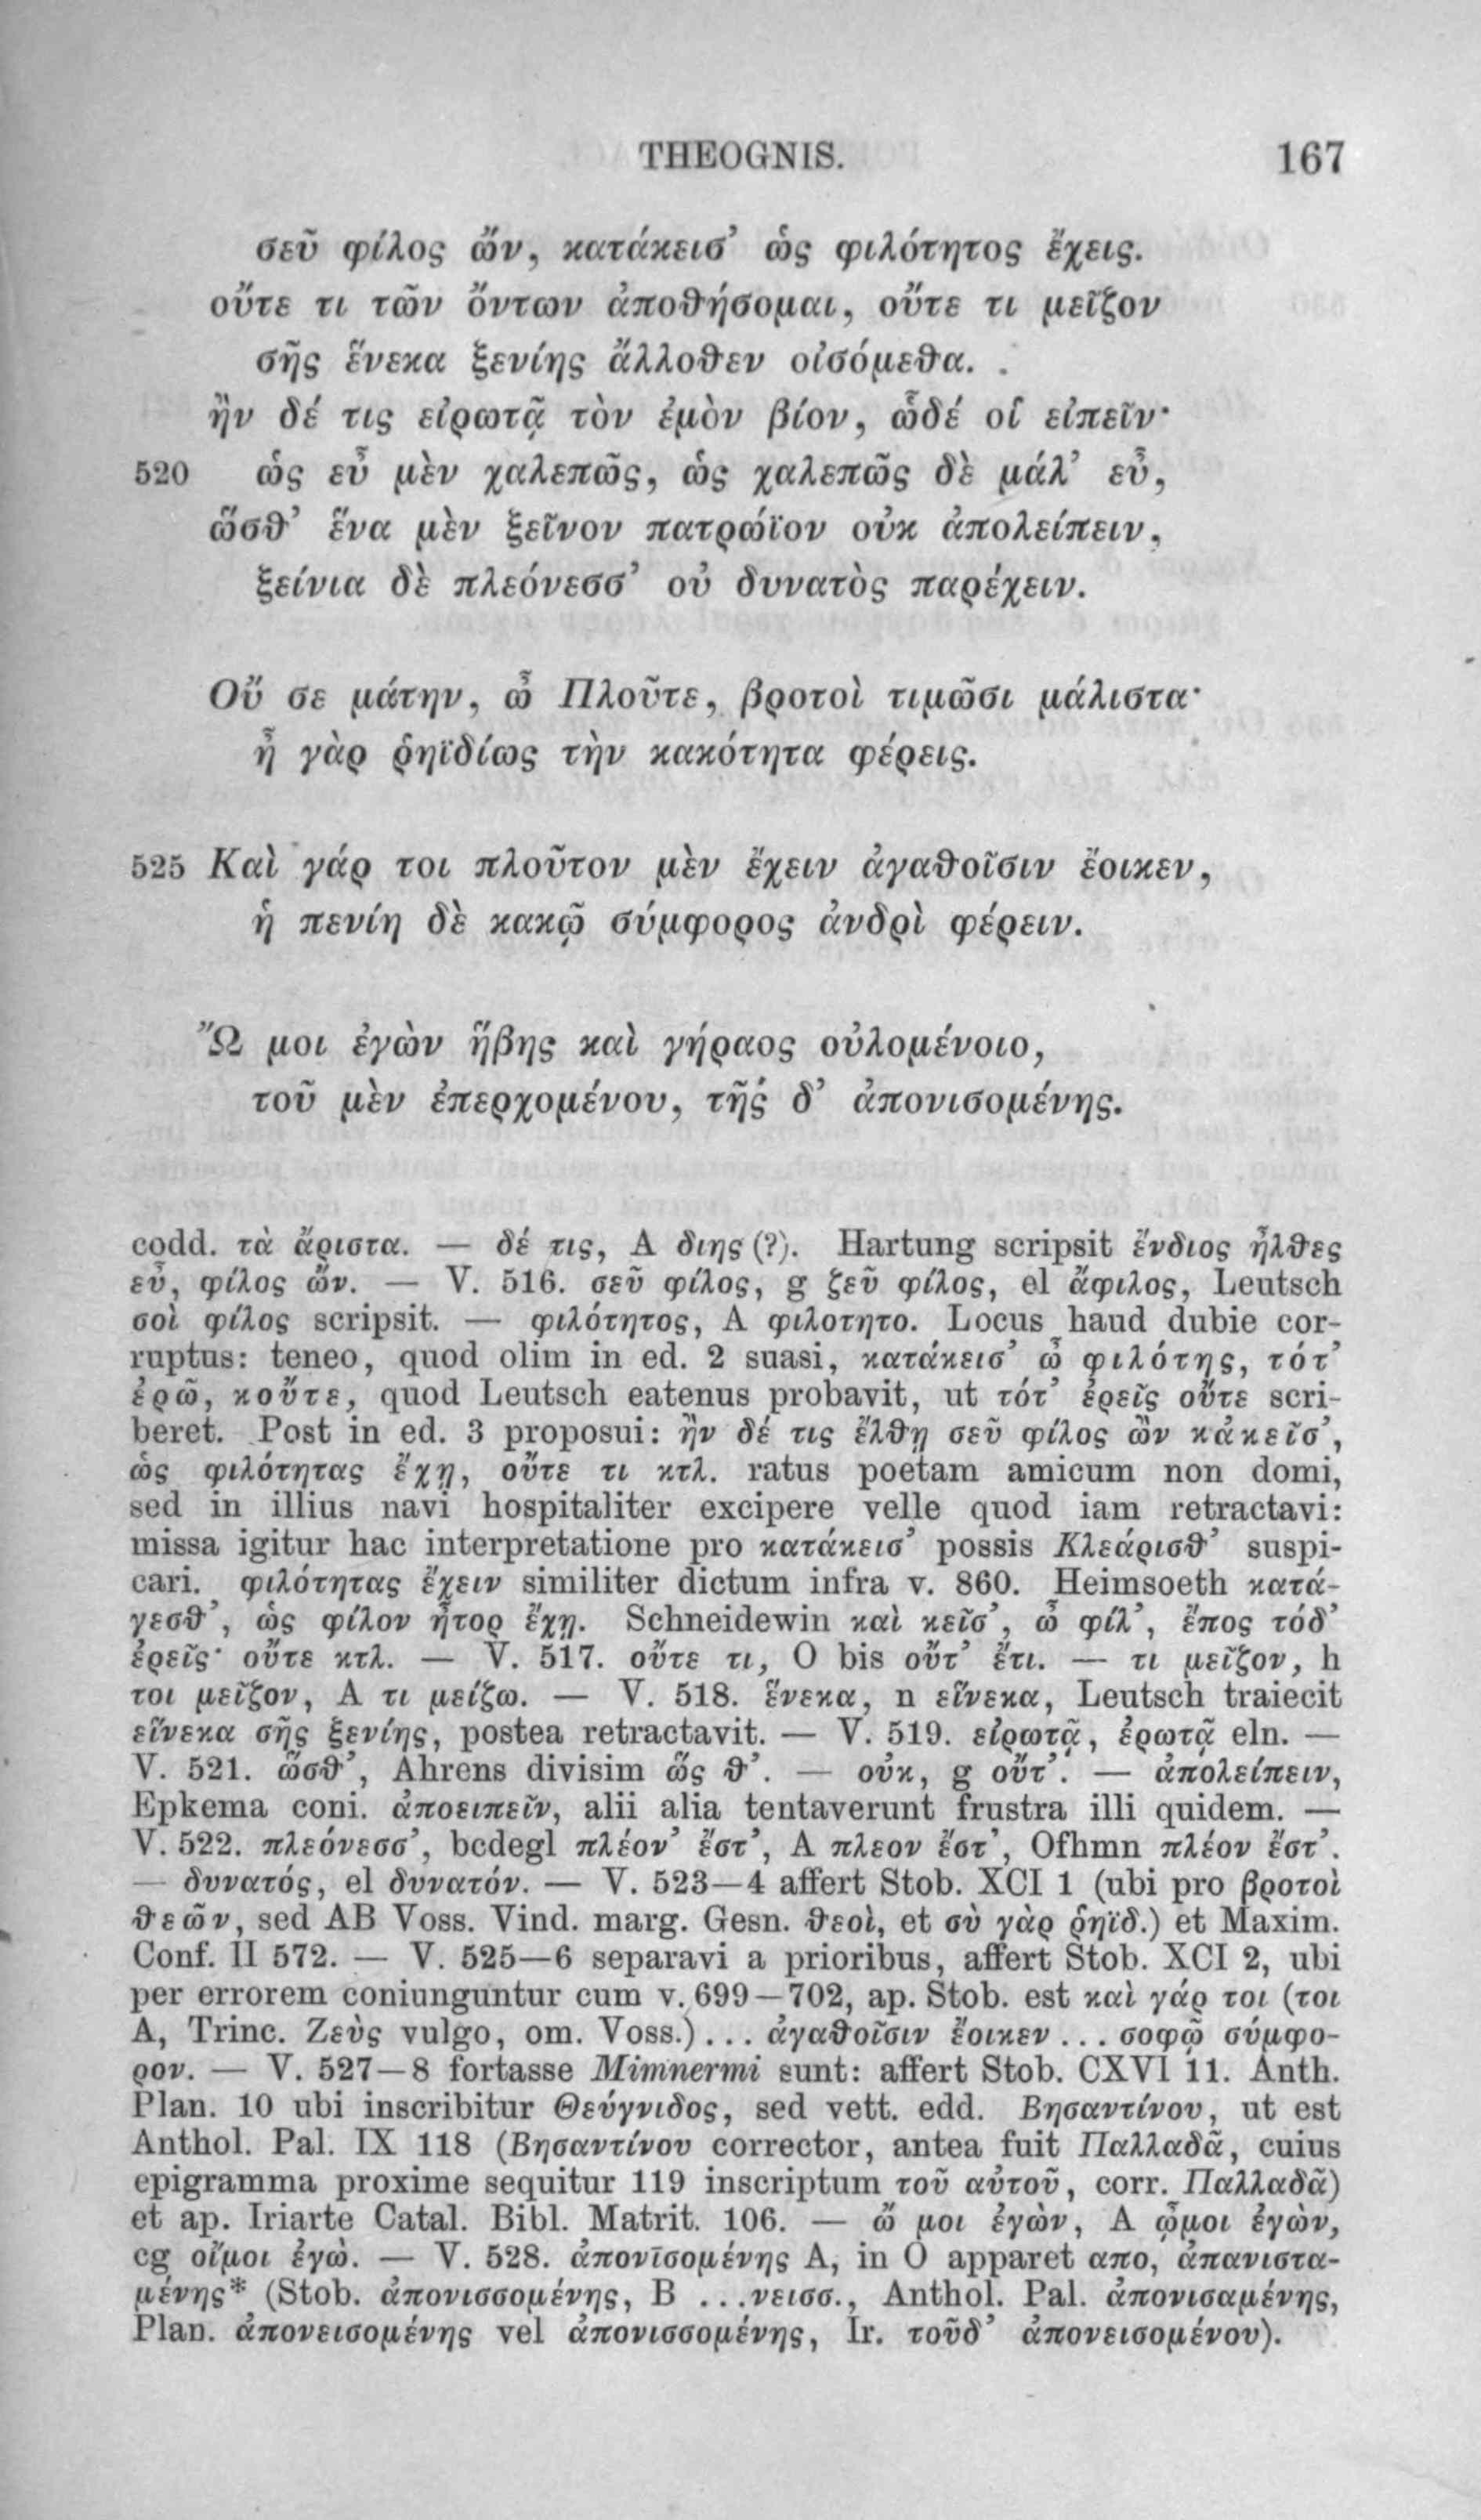 THEOGNIS. 167
σεῦ φίλος ὤν, κατάκεισ’ ὡς φιλότητος ἔχεις.
οὔτε τι τῶν ὄντων ἀποθήσομαι, οὔτε τι μεῖζον
σῆς ἕνεκα ξενίης ἄλλοθεν οἰσόμεθα.
ἢν δέ τις εἰρωτᾷ τὸν ἐμὸν βίον, ὧδέ οἱ εἰπεῖν·
520 ὡς εὖ μὲν χαλεπῶς, ὡς χαλεπῶς δὲ μάλ’ εὖ,
ὥσθ’ ἕνα μὲν ξεῖνον πατρώϊον οὐκ ἀπολείπειν,
ξείνια δὲ πλεόνεσσ’ οὐ δυνατὸς παρέχειν.
Οὔ σε μάτην, ὦ Πλοῦτε, βροτοὶ τιμῶσι μάλιστα·
ἦ γὰρ ῥηϊδίως τὴν κακότητα φέρεις.
525 Καὶ γάρ τοι πλοῦτον μὲν ἔχειν ἀγαθοῖσιν ἔοικεν,
ἡ πενίη δὲ κακῷ σύμφορος ἀνδρὶ φέρειν.
Ὤ μοι ἐγὼν ἥβης καὶ γήραος οὐλομένοιο,
τοῦ μὲν ἐπερχομένου, τῆς δ’ ἀπονισομένης.
codd. τὰ ἄριστα. — δέ τις, A διης (?). Hartung scripsit ἔνδιος ἦλθες
εὖ, φίλος ὤν. — V. 516. σεῦ φίλος, g ζεῦ φίλος, el ἄφιλος, Leutsch
σοὶ φίλος scripsit. — φιλότητος, A φιλοτητο. Locus haud dubie cor-
ruptus: teneo, quod olim in ed. 2 suasi, κατάκεισ’ ὦ φιλότης, τότ’
ἐρῶ, κοὔτε, quod Leutsch eatenus probavit, ut τότ’ ἐρεῖς οὔτε scri-
beret. Post in ed. 3 proposui: ἢν δέ τις ἔλθῃ σεῦ φίλος ὢν κἀκεῖσ’,
ὡς φιλότητας ἔχῃ, οὔτε τι κτλ. ratus poetam amicum non domi,
sed in illius navi hospitaliter excipere velle quod iam retractavi:
missa igitur hac interpretatione pro κατάκεισ’ possis Κλεάρισθ’ suspi-
cari. φιλότητας ἔχειν similiter dictum infra v. 860. Heimsoeth κατά-
γεσθ’, ὡς φίλον ἦτορ ἔχῃ. Schneidewin καὶ κεῖσ’, ὦ φίλ’, ἔπος τόδ’
ἐρεῖς· οὔτε κτλ. — V. 517. οὔτε τι, O bis οὔτ’ ἔτι. — τι μεῖζον, h
τοι μεῖζον, A τι μείζω. — V. 518. ἕνεκα, n εἵνεκα, Leutsch traiecit
εἵνεκα σῆς ξενίης, postea retractavit. — V. 519. εἰρωτᾷ, ἐρωτᾷ eln. —
V. 521. ὥσθ’, Ahrens divisim ὥς θ’. — οὐκ, g οὔτ’. — ἀπολείπειν,
Epkema coni. ἀποειπεῖν, alii alia tentaverunt frustra illi quidem. —
V. 522. πλεόνεσσ’, bcdegl πλέον’ ἔστ’, A πλεον ἔστ’, Ofhmn πλέον ἔστ’.
— δυνατός, el δυνατόν. — V. 523—4 affert Stob. XCI 1 (ubi pro βροτοὶ
θεῶν, sed AB Voss. Vind. marg. Gesn. θεοὶ, et σὺ γὰρ ῥηϊδ.) et Maxim.
Conf. II 572. — V. 525—6 separavi a prioribus, affert Stob. XCI 2, ubi
per errorem coniunguntur cum v. 699—702, ap. Stob. est καὶ γάρ τοι (τοι
A, Trinc. Ζεὺς vulgo, om. Voss.) . . . ἀγαθοῖσιν ἔοικεν . . . σοφῷ σύμφο-
ρον. — V. 527—8 fortasse Mimnermi sunt: affert Stob. CXVI 11. Anth.
Plan. 10 ubi inscribitur Θεύγνιδος, sed vett. edd. Βησαντίνου, ut est
Anthol. Pal. IX 118 (Βησαντίνου corrector, antea fuit Παλλαδᾶ, cuius
epigramma proxime sequitur 119 inscriptum τοῦ αὐτοῦ, corr. Παλλαδᾶ)
et ap. Iriarte Catal. Bibl. Matrit. 106. — ὤ μοι ἐγὼν, A ᾦμοι ἐγὼν,
cg οἴμοι ἐγὼ. — V. 528. ἀπονῑσομένης A, in O apparet απο, ἀπανιστα-
μένης* (Stob. ἀπονισσομένης, B . . .νεισσ., Anthol. Pal. ἀπονισαμένης,
Plan. ἀπονεισομένης vel ἀπονισσομένης, Ir. τοῦδ’ ἀπονεισομένου).